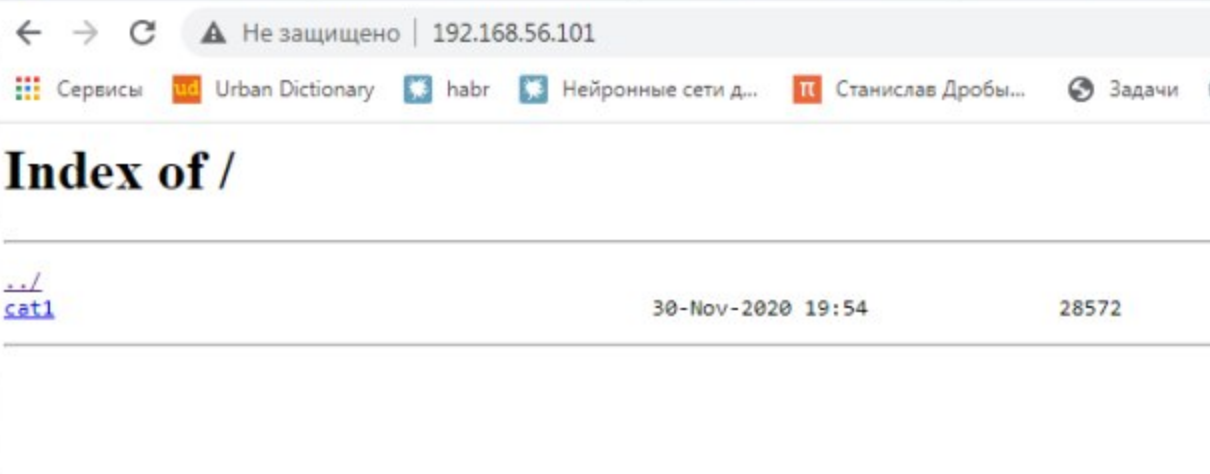 Не защищено | 192.168.56.101
Сервисы ud Urban Dictionary habr Нейронные сети д... π Станислав Дробы... Задачи
Index of /
../
cat1 30-Nov-2020 19:54 28572